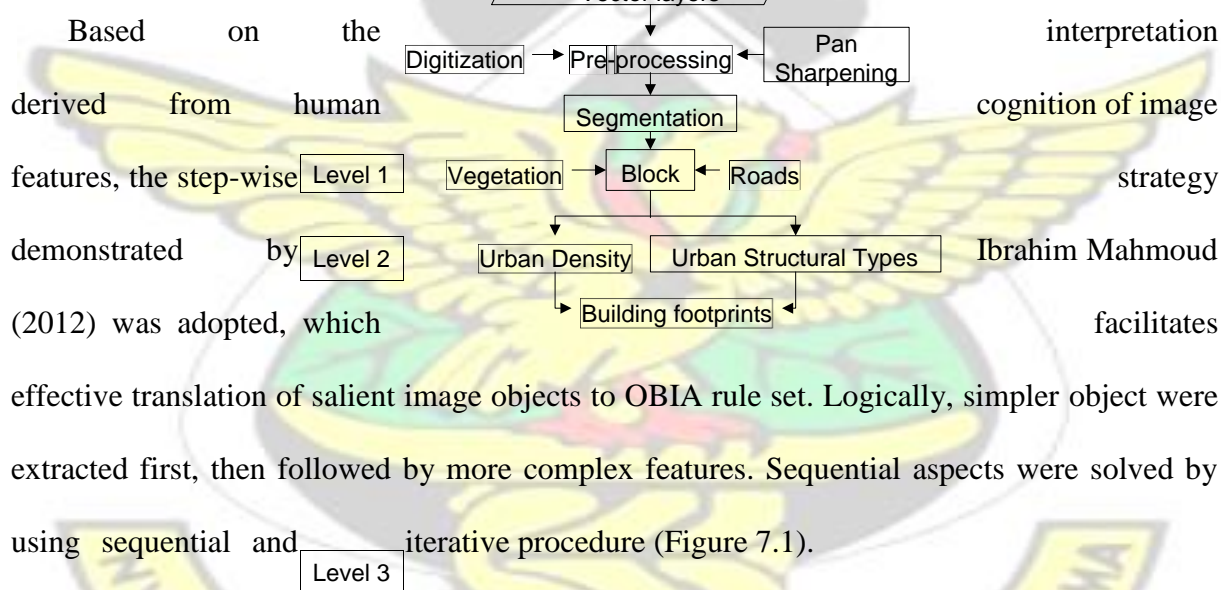 Vector layers
Based on the interpretation
Digitization Pre-processing Pan
Sharpening
derived from human cognition of image
Segmentation
features, the step-wise Level 1 strategy
Vegetation Block Roads
demonstrated by Level 2 Ibrahim Mahmoud
Urban Density Urban Structural Types
(2012) was adopted, which facilitates
Building footprints
effective translation of salient image objects to OBIA rule set. Logically, simpler object were
extracted first, then followed by more complex features. Sequential aspects were solved by
using sequential and iterative procedure (Figure 7.1).
Level 3